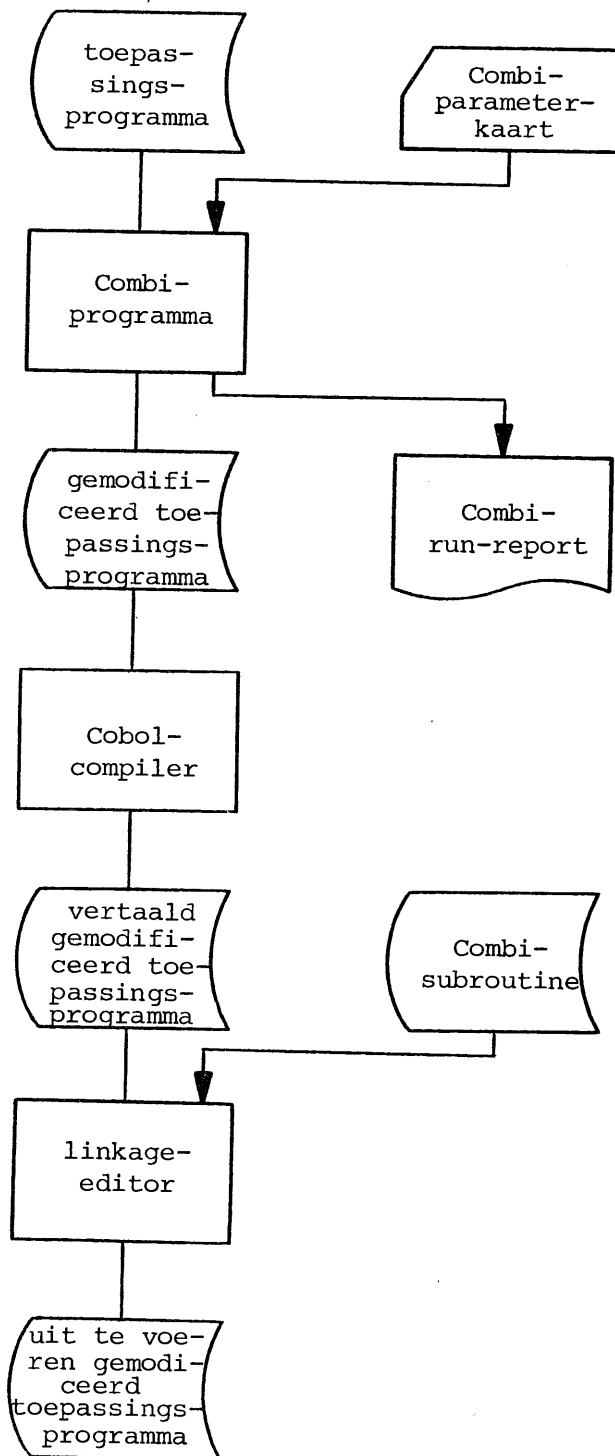 toepas-
sings-
programma
Combi-
parameter-
kaart
Combi-
programma
gemodifi-
ceerd toe-
passings-
programma
Combi-
run-report
Cobol-
compiler
vertaald
gemodifi-
ceerd toe-
passings-
programma
Combi-
subroutine
linkage-
editor
uit te voe-
ren gemodi-
ceerd
toepassings-
programma